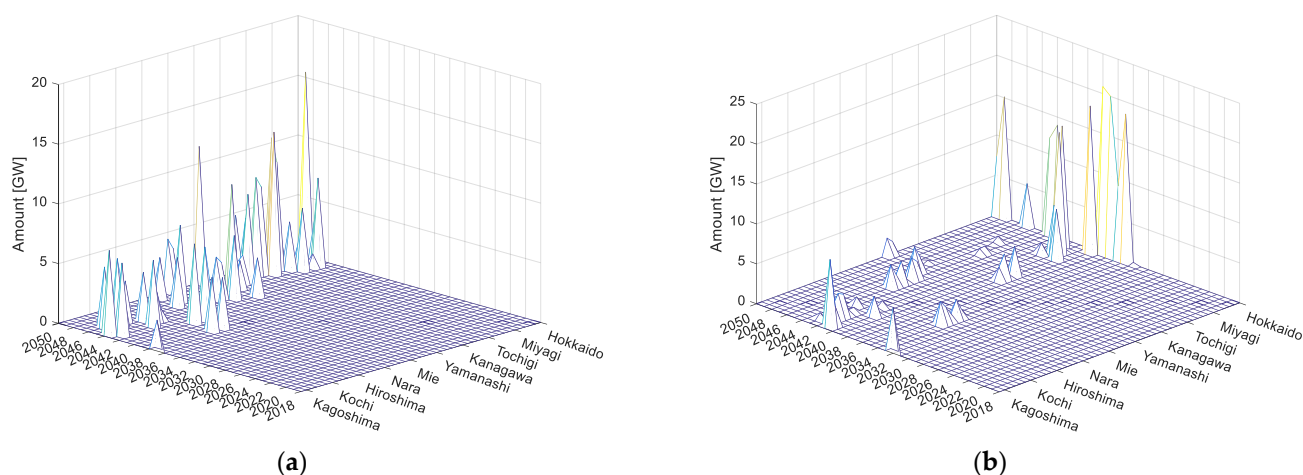 20
15
10
5
0
Amount [GW]
2050
2048
2046
2044
2042
2040
2038
2036
2034
2032
2030
2028
2026
2024
2022
2020
2018
Hokkaido
Miyagi
Tochigi
Kanagawa
Yamanashi
Mie
Nara
Hiroshima
Kochi
Kagoshima
(a)
25
20
15
10
5
0
Amount [GW]
2050
2048
2046
2044
2042
2040
2038
2036
2034
2032
2030
2028
2026
2024
2022
2020
2018
Hokkaido
Miyagi
Tochigi
Kanagawa
Yamanashi
Mie
Nara
Hiroshima
Kochi
Kagoshima
(b)